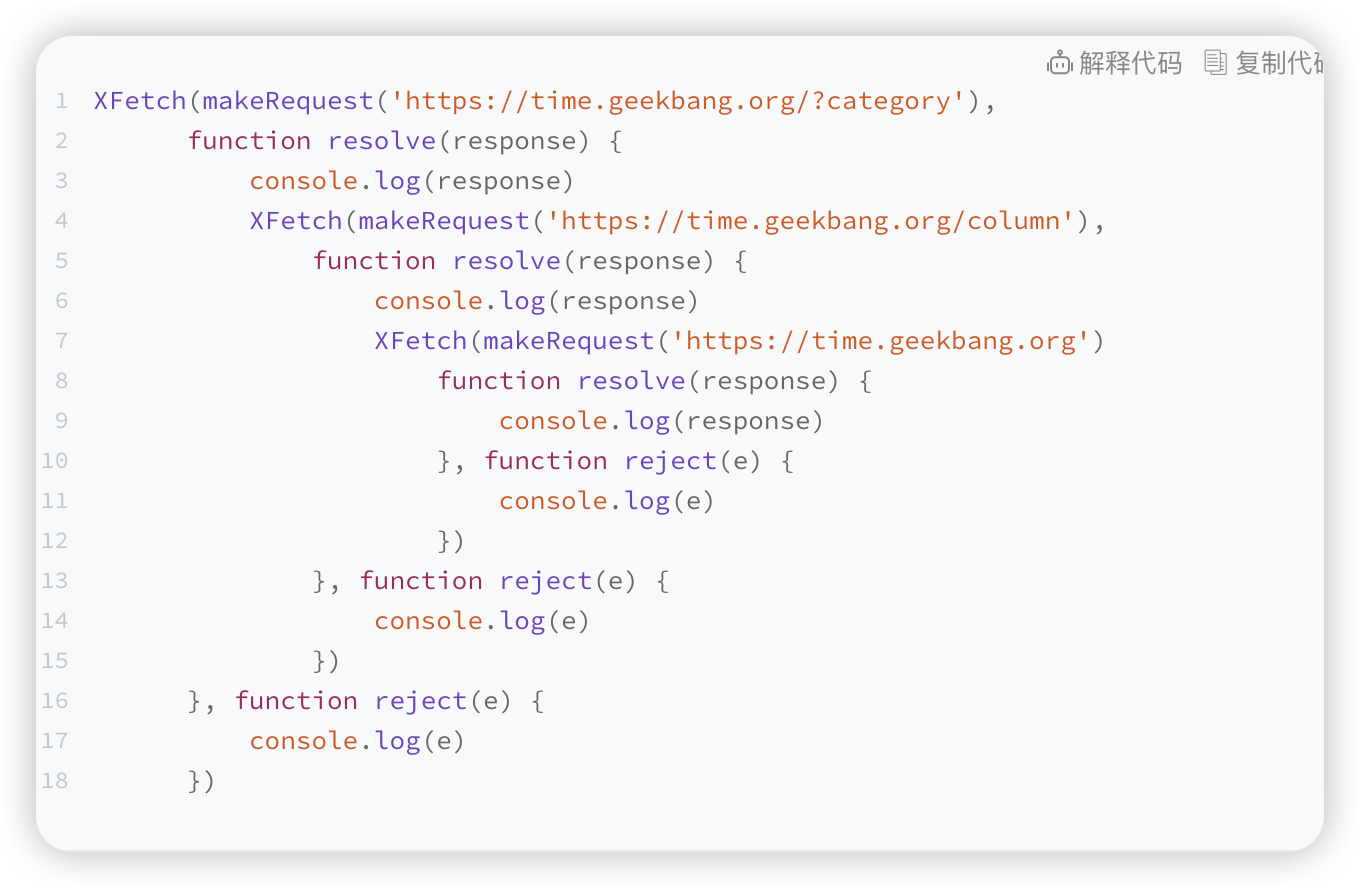 解释代码 复制代码
1 XFetch(makeRequest('https://time.geekbang.org/?category'),
2       function resolve(response) {
3           console.log(response)
4           XFetch(makeRequest('https://time.geekbang.org/column'),
5               function resolve(response) {
6                   console.log(response)
7                   XFetch(makeRequest('https://time.geekbang.org')
8                       function resolve(response) {
9                           console.log(response)
10                       }, function reject(e) {
11                           console.log(e)
12                       })
13               }, function reject(e) {
14                   console.log(e)
15               })
16       }, function reject(e) {
17           console.log(e)
18       })